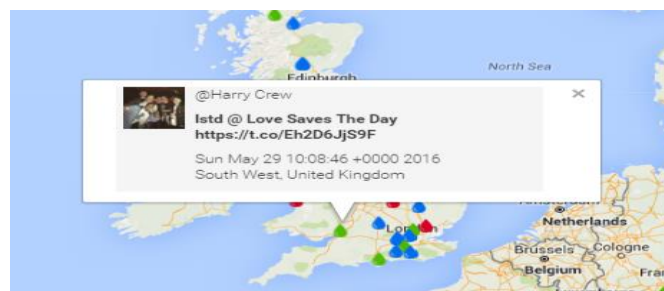 North Sea
Edinburgh
@Harry Crew
×
lstd @ Love Saves The Day
https://t.co/Eh2D6JjS9F
Sun May 29 10:08:46 +0000 2016
South West, United Kingdom
Netherlands
London
Brussels
Cologne
Belgium